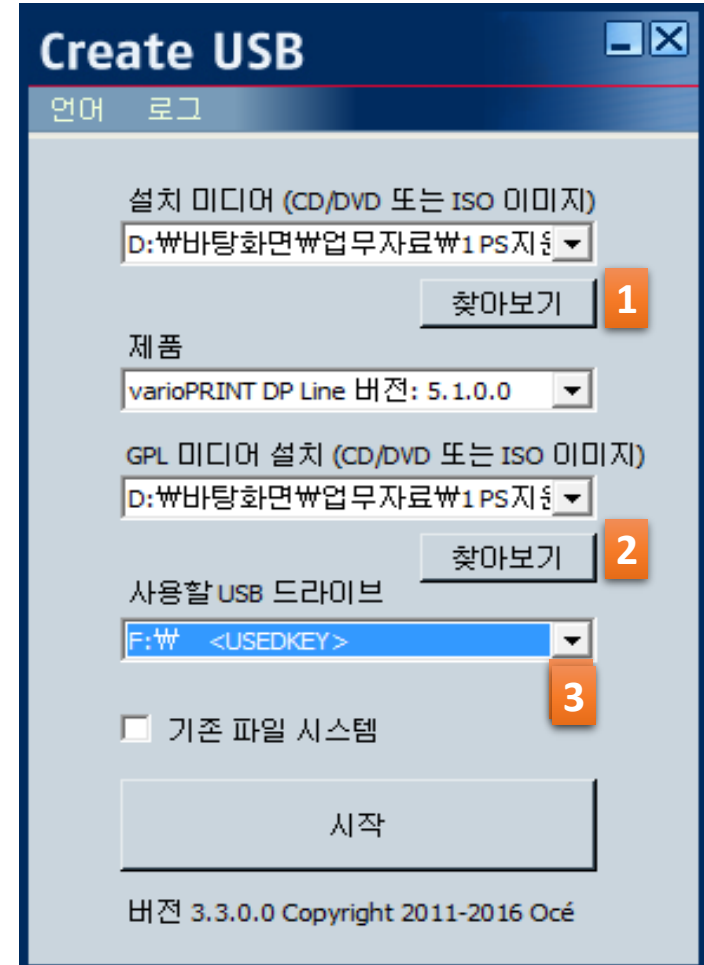 Create USB
언어 로그
설치 미디어 (CD/DVD 또는 ISO 이미지)
D:₩바탕화면₩업무자료₩1 PS지원
찾아보기 1
제품
varioPRINT DP Line 버전: 5.1.0.0
GPL 미디어 설치 (CD/DVD 또는 ISO 이미지)
D:₩바탕화면₩업무자료₩1 PS지원
찾아보기 2
사용할 USB 드라이브
F:₩ <USEDKEY>
3
기존 파일 시스템
시작
버전 3.3.0.0 Copyright 2011-2016 Océ